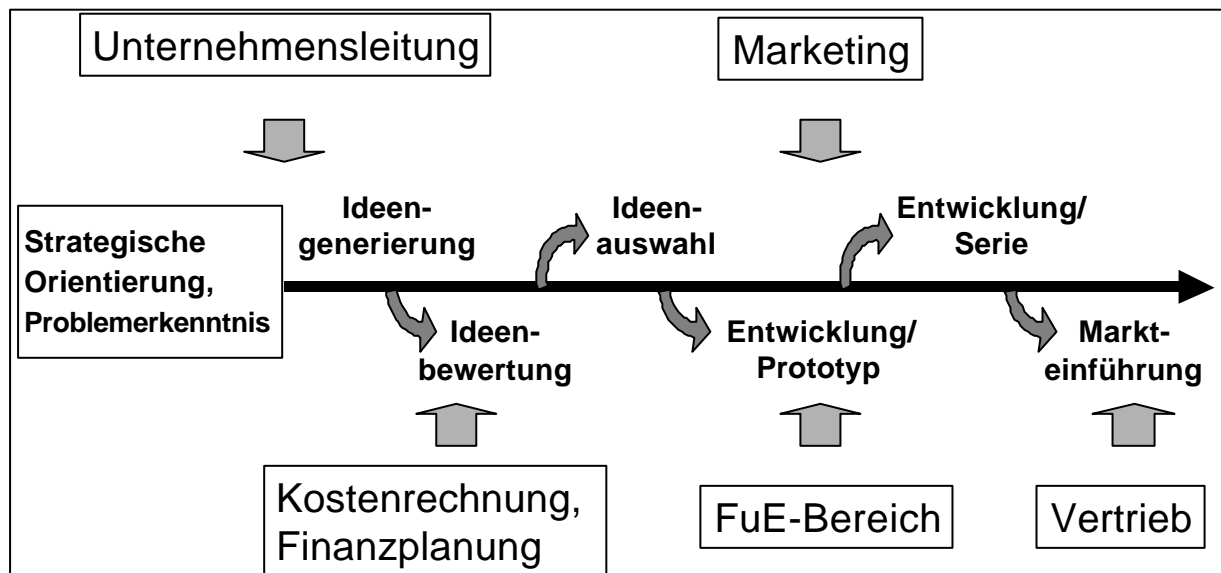 Unternehmensleitung
Marketing
Strategische
Orientierung,
Problemerkenntnis
Ideen-
generierung
Ideen-
bewertung
Ideen-
auswahl
Entwicklung/
Prototyp
Entwicklung/
Serie
Markt-
einführung
Kostenrechnung,
Finanzplanung
FuE-Bereich
Vertrieb